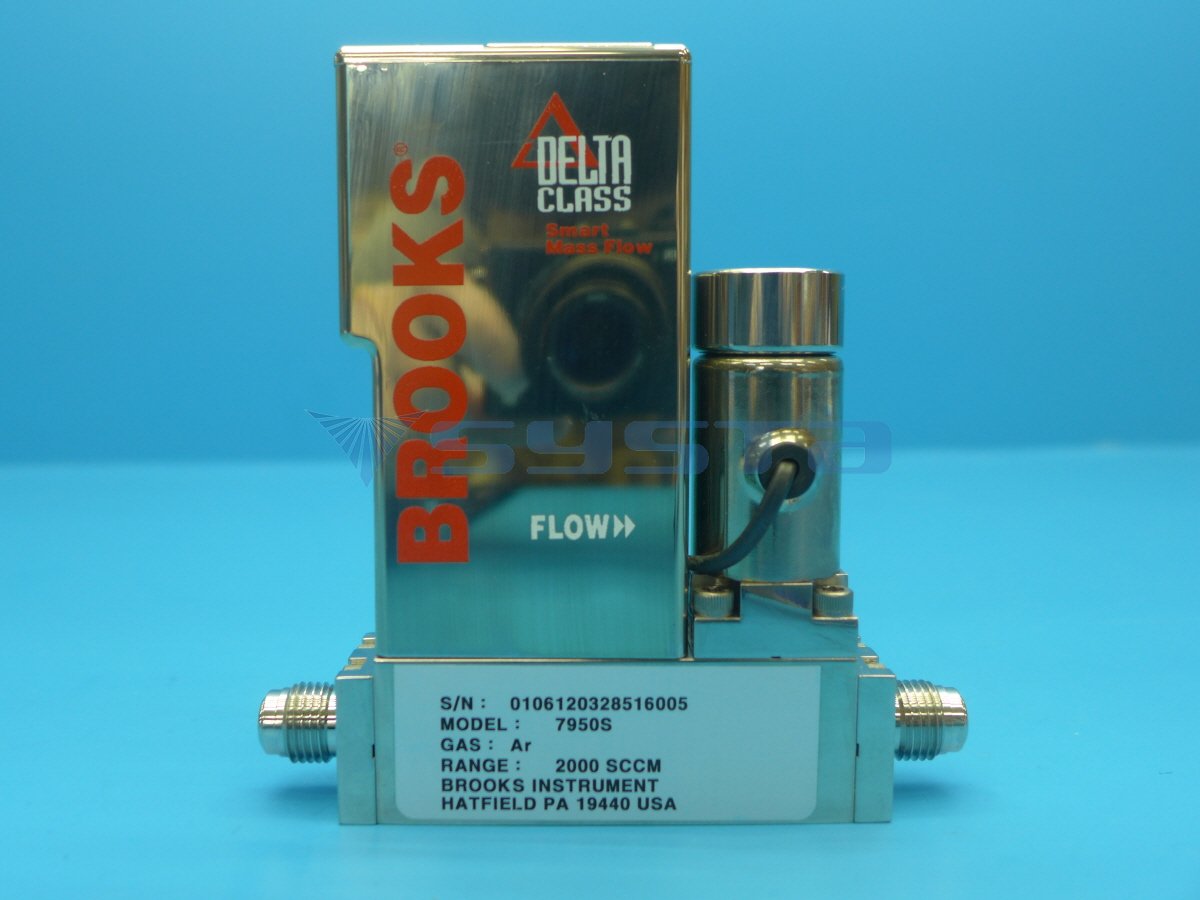 BROOKS
DELTA
CLASS
Smart
Mass Flow
SYSTA
FLOW
S/N : 0106120328516005
MODEL : 7950S
GAS : Ar
RANGE : 2000 SCCM
BROOKS INSTRUMENT
HATFIELD PA 19440 USA